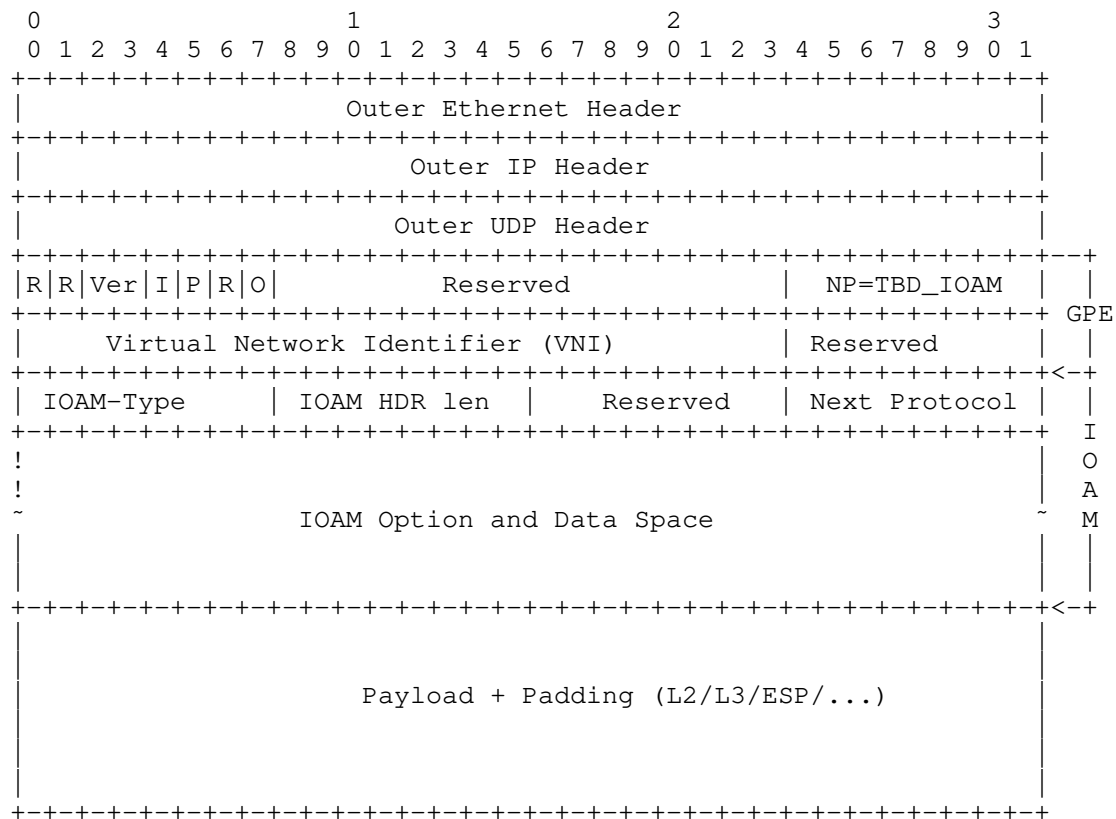 0                   1                   2                   3
 0 1 2 3 4 5 6 7 8 9 0 1 2 3 4 5 6 7 8 9 0 1 2 3 4 5 6 7 8 9 0 1
+-+-+-+-+-+-+-+-+-+-+-+-+-+-+-+-+-+-+-+-+-+-+-+-+-+-+-+-+-+-+-+-+
|                    Outer Ethernet Header                      |
+-+-+-+-+-+-+-+-+-+-+-+-+-+-+-+-+-+-+-+-+-+-+-+-+-+-+-+-+-+-+-+-+
|                        Outer IP Header                        |
+-+-+-+-+-+-+-+-+-+-+-+-+-+-+-+-+-+-+-+-+-+-+-+-+-+-+-+-+-+-+-+-+
|                       Outer UDP Header                        |
+-+-+-+-+-+-+-+-+-+-+-+-+-+-+-+-+-+-+-+-+-+-+-+-+-+-+-+-+-+-+-+-+--+
|R|R|Ver|I|P|R|O|          Reserved             |  NP=TBD_IOAM  |  |
+-+-+-+-+-+-+-+-+-+-+-+-+-+-+-+-+-+-+-+-+-+-+-+-+-+-+-+-+-+-+-+-+ GPE
|     Virtual Network Identifier (VNI)          | Reserved      |  |
+-+-+-+-+-+-+-+-+-+-+-+-+-+-+-+-+-+-+-+-+-+-+-+-+-+-+-+-+-+-+-+-+<-+
| IOAM-Type     | IOAM HDR len  |    Reserved   | Next Protocol |  |
+-+-+-+-+-+-+-+-+-+-+-+-+-+-+-+-+-+-+-+-+-+-+-+-+-+-+-+-+-+-+-+-+  I
!                                                               |  O
!                                                               |  A
~                 IOAM Option and Data Space                    ~  M
|                                                               |  |
|                                                               |  |
+-+-+-+-+-+-+-+-+-+-+-+-+-+-+-+-+-+-+-+-+-+-+-+-+-+-+-+-+-+-+-+-+<-+
|                                                               |
|                                                               |
|                     Payload + Padding (L2/L3/ESP/...)         |
|                                                               |
|                                                               |
|                                                               |
+-+-+-+-+-+-+-+-+-+-+-+-+-+-+-+-+-+-+-+-+-+-+-+-+-+-+-+-+-+-+-+-+